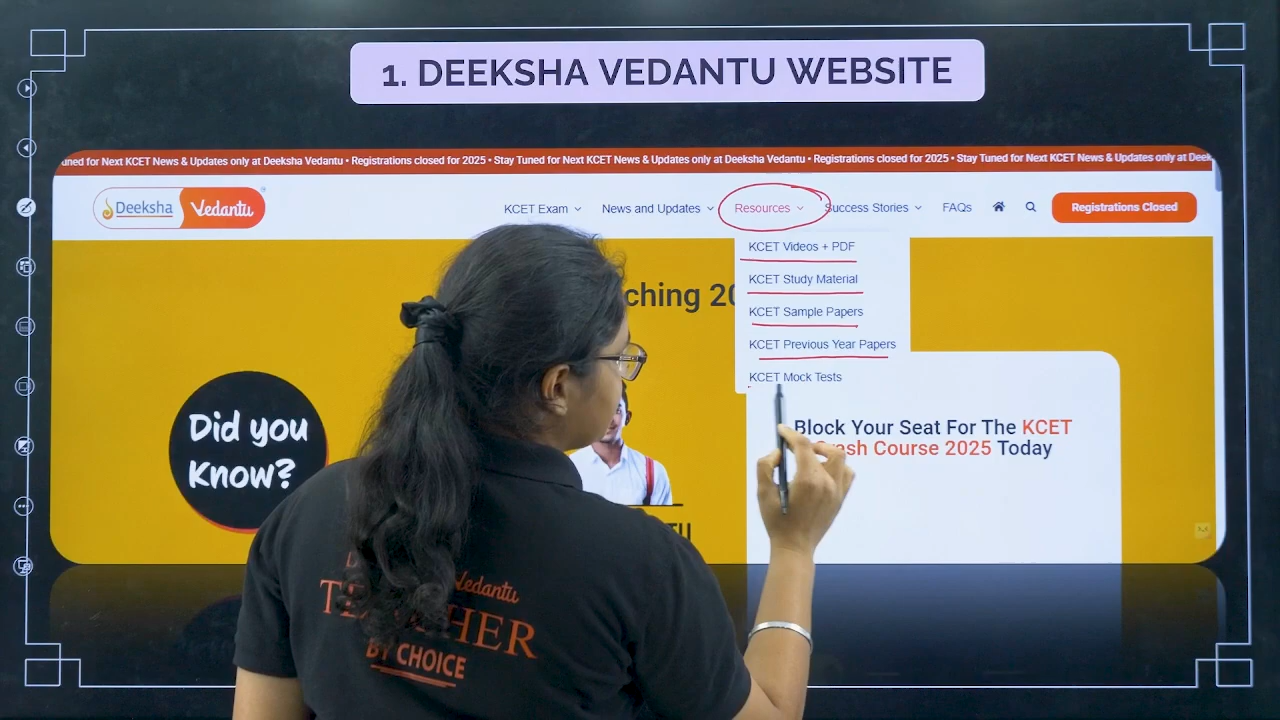 1. DEEKSHA VEDANTU WEBSITE
for Next KCET News & Updates only at Deeksha Vedantu • Registrations closed for 2025 • Stay Tuned for Next KCET News & Updates only at Deeksha Vedantu • Registrations closed for 2025 • Stay Tuned for Next KCET News & Updates only at
Deeksha Vedantu
KCET Exam News and Updates Resources Success Stories FAQs Registrations Closed
KCET Videos + PDF
KCET Study Material
KCET Sample Papers
KCET Previous Year Papers
KCET Mock Tests
Did you
Know?
Block Your Seat For The KCET
Course 2025 Today
Vedantu
BY CHOICE